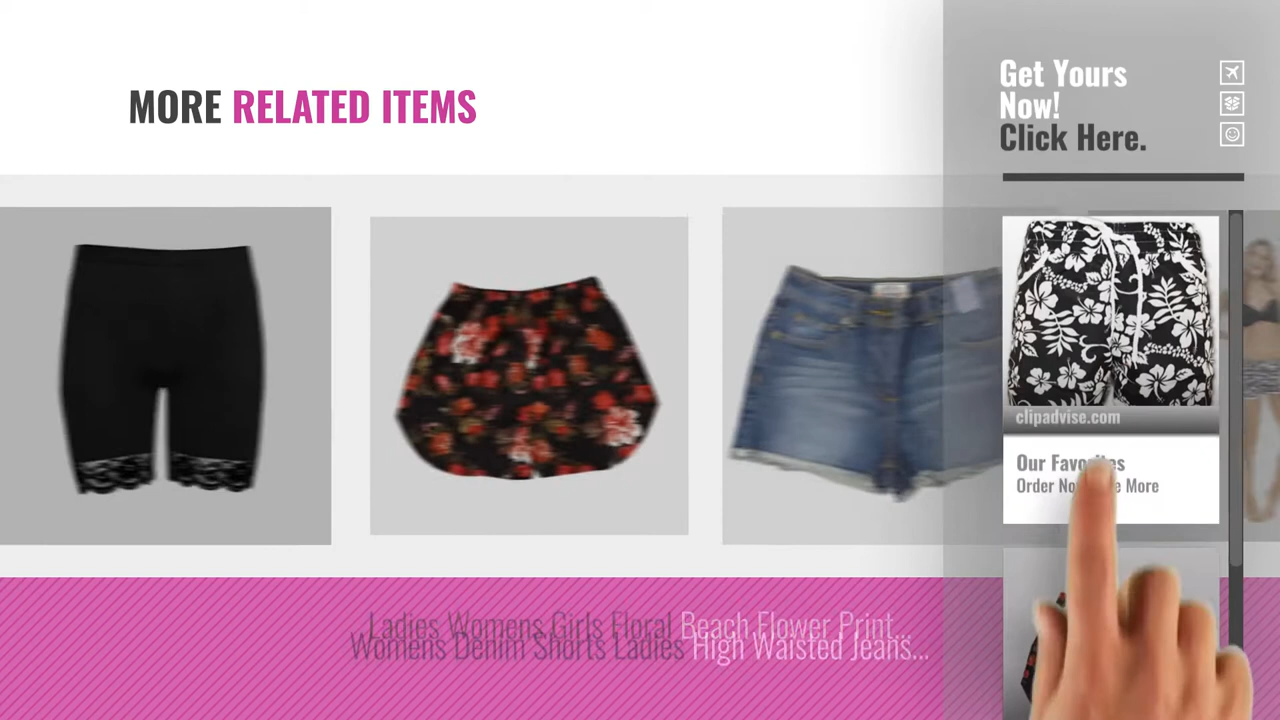 MORE RELATED ITEMS
Get Yours
Now!
Click Here.
clipadvise.com
Our Favorites
Order No e More
Ladies Womens Girls Floral Beach Flower Print...
Womens Denim Shorts Ladies High Waisted Jeans...